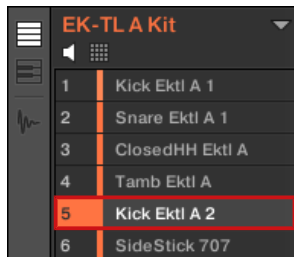 EK-TL A Kit
1 Kick Ektl A 1
2 Snare Ektl A 1
3 ClosedHH Ektl A
4 Tamb Ektl A
5 Kick Ektl A 2
6 SideStick 707